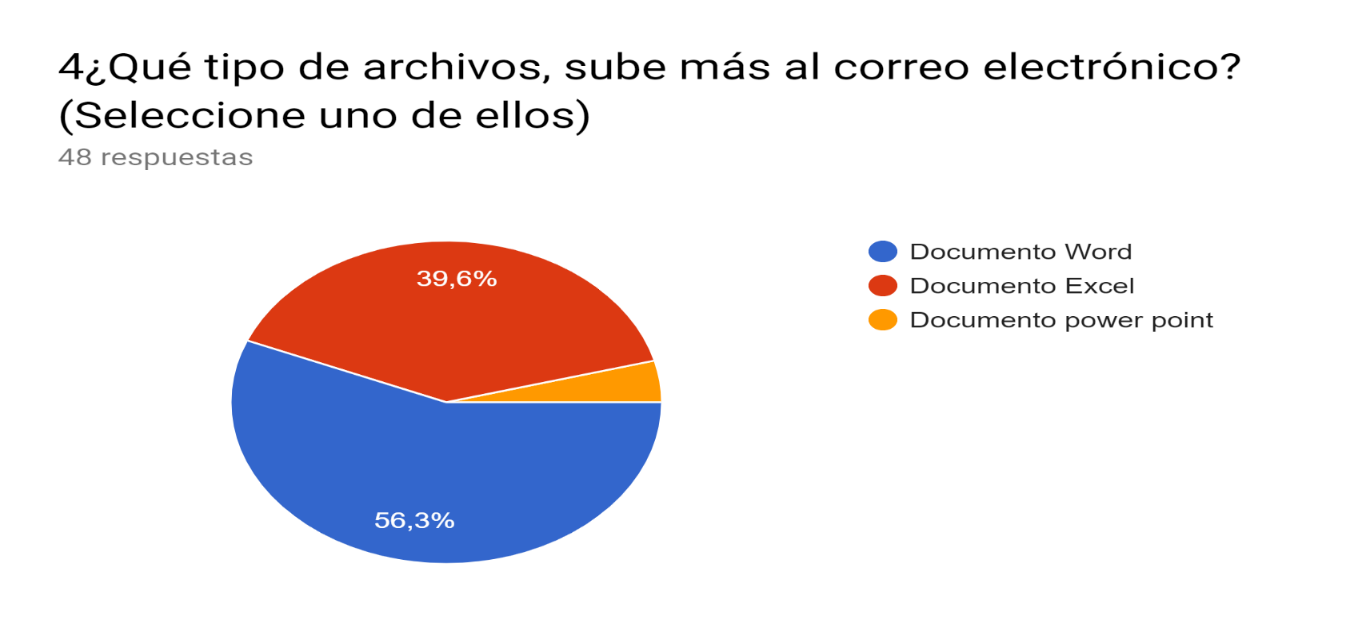 4¿Qué tipo de archivos, sube más al correo electrónico?
(Seleccione uno de ellos)
48 respuestas
Documento Word
Documento Excel
Documento power point
39,6%
56,3%